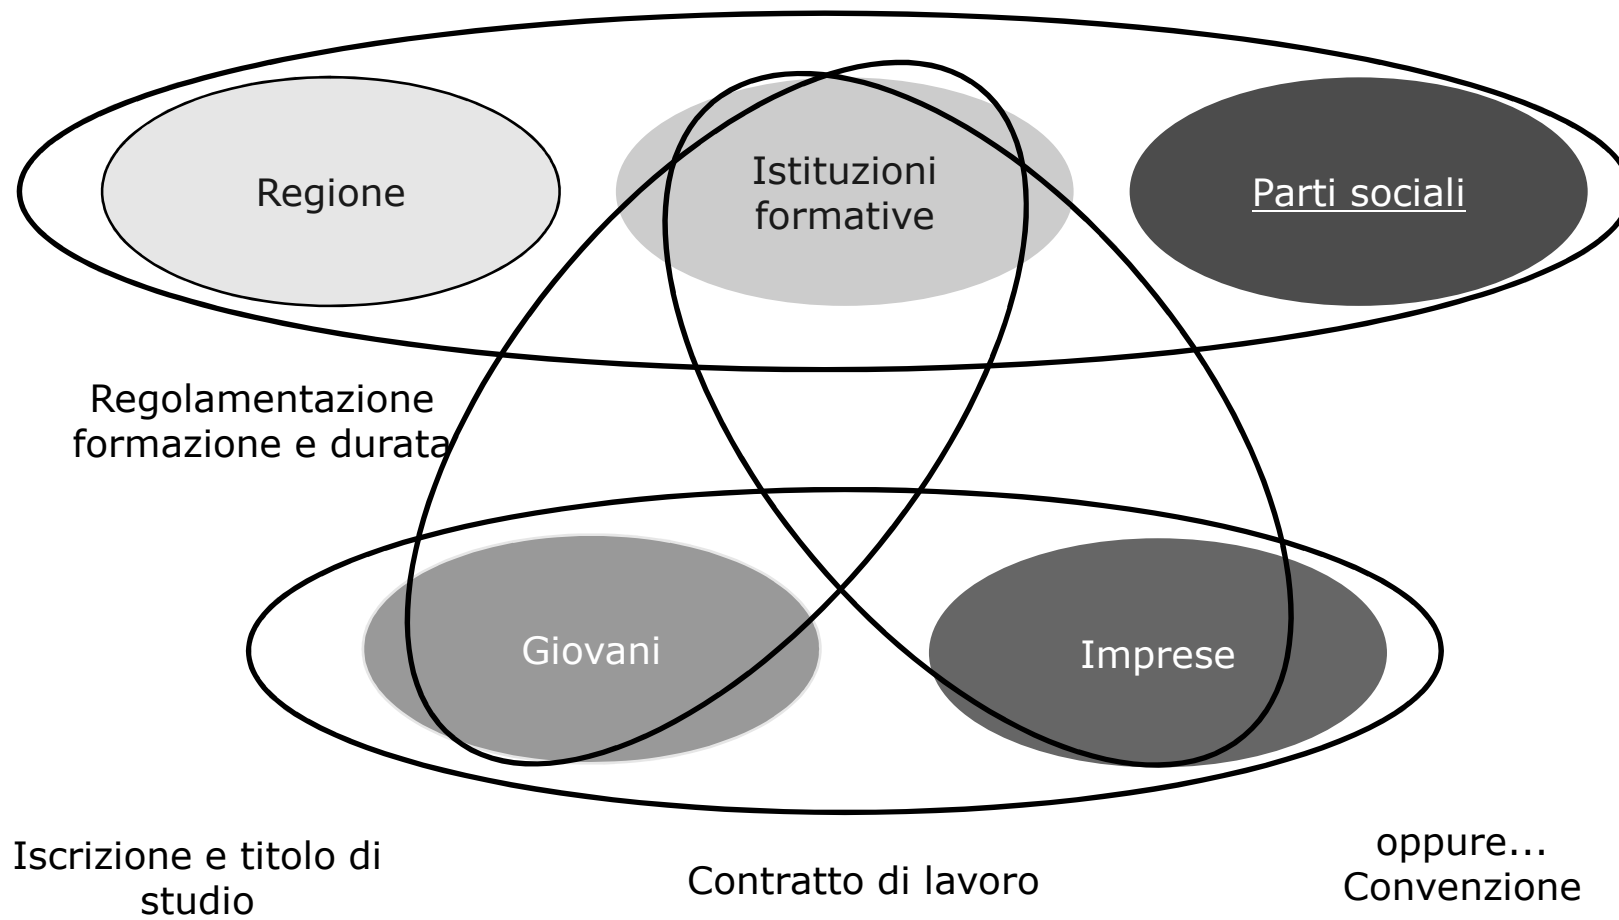 Regione
Istituzioni
formative
Parti sociali
Regolamentazione
formazione e durata
Giovani
Imprese
Iscrizione e titolo di
studio
Contratto di lavoro
oppure…
Convenzione